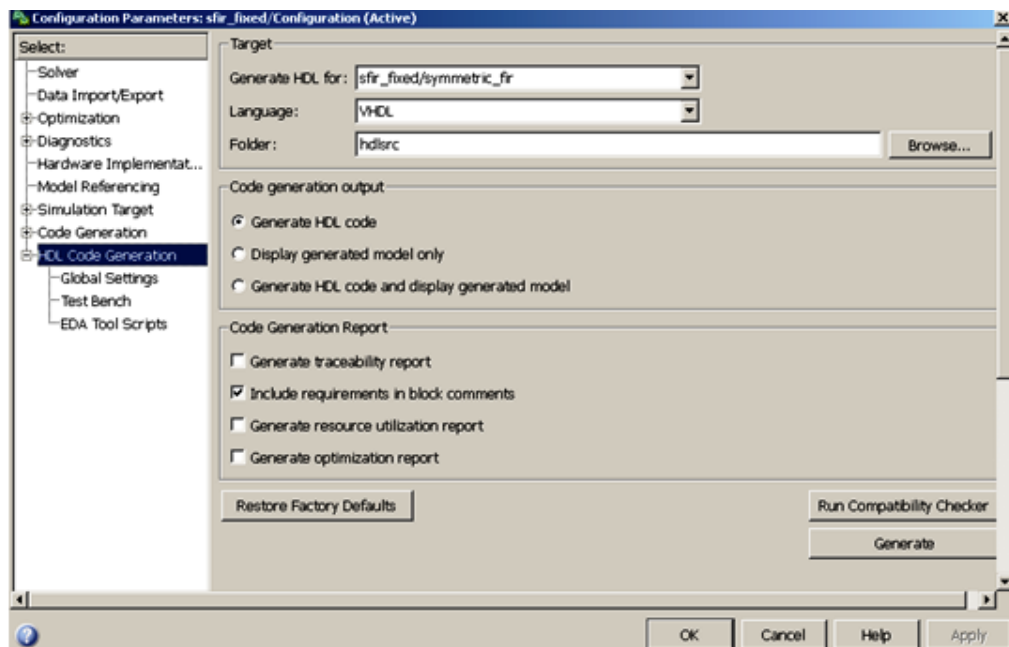 Configuration Parameters: sfir_fixed/Configuration (Active)
Select:
Solver
Data Import/Export
Optimization
Diagnostics
Hardware Implementat...
Model Referencing
Simulation Target
Code Generation
HDL Code Generation
Global Settings
Test Bench
EDA Tool Scripts
Target
Generate HDL for: sfir_fixed/symmetric_fir
Language: VHDL
Folder: hdlsrc Browse...
Code generation output
Generate HDL code
Display generated model only
Generate HDL code and display generated model
Code Generation Report
Generate traceability report
Include requirements in block comments
Generate resource utilization report
Generate optimization report
Restore Factory Defaults Run Compatibility Checker
Generate
OK Cancel Help Apply